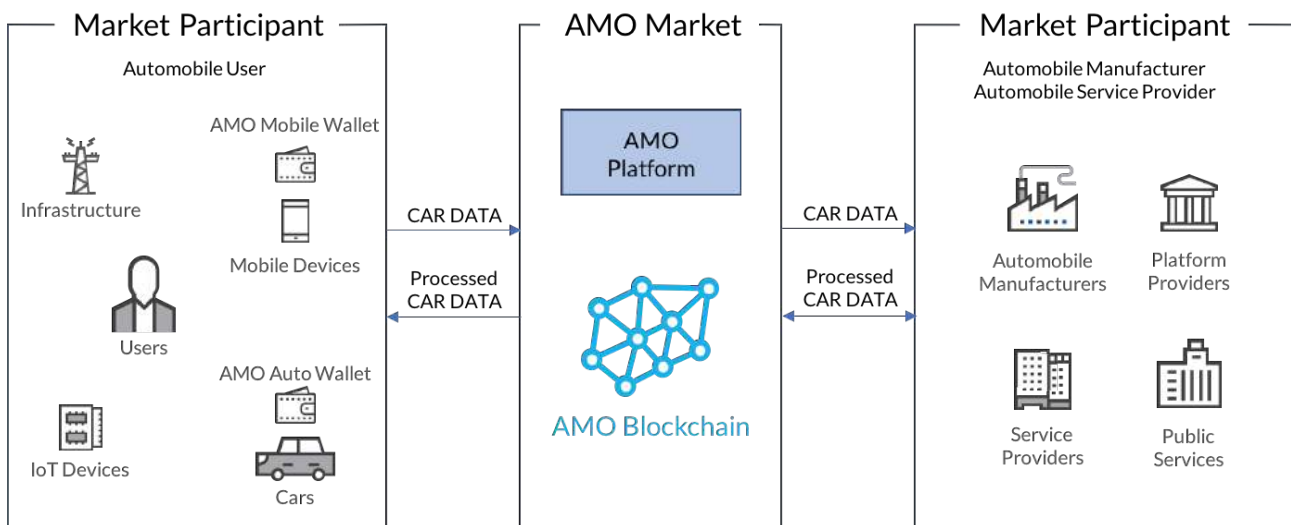 Market Participant
Automobile User
AMO Mobile Wallet
Infrastructure
Mobile Devices
Users
AMO Auto Wallet
IoT Devices
Cars
CAR DATA
Processed
CAR DATA
AMO Market
AMO
Platform
AMO Blockchain
CAR DATA
Processed
CAR DATA
Market Participant
Automobile Manufacturer
Automobile Service Provider
Automobile
Manufacturers
Platform
Providers
Service
Providers
Public
Services